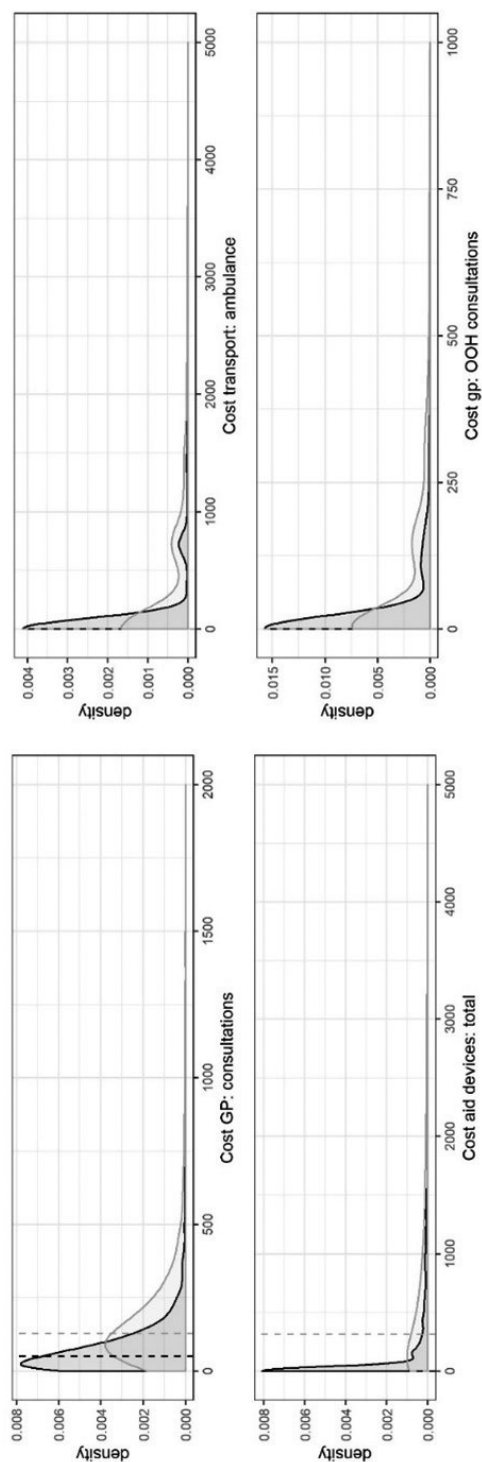 density
0.008
0.006
0.004
0.002
0.000
0 500 1000 1500 2000
Cost GP: consultations
density
0.004
0.003
0.002
0.001
0.000
0 1000 2000 3000 4000 5000
Cost transport: ambulance
density
0.008
0.006
0.004
0.002
0.000
0 1000 2000 3000 4000 5000
Cost aid devices: total
density
0.015
0.010
0.005
0.000
0 250 500 750 1000
Cost gp: OOH consultations